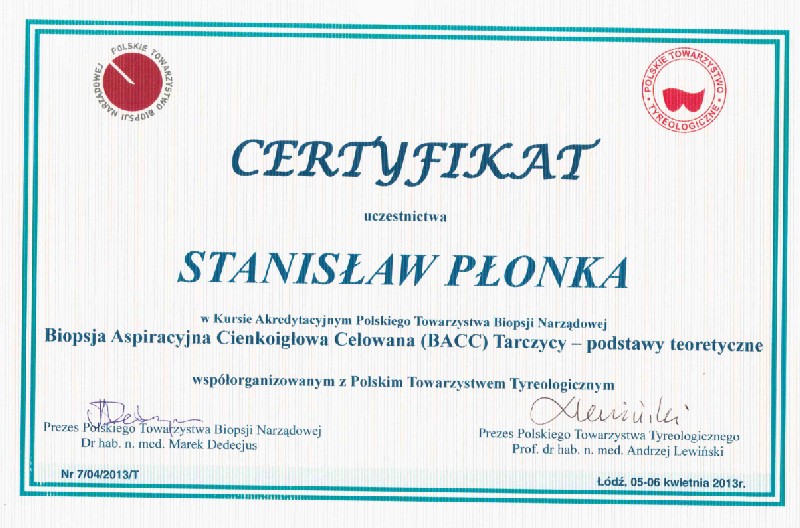 POLSKIE TOWARZYSTWO BIOPSJI NARZĄDOWEJ
POLSKIE TOWARZYSTWO
TYREOLOGICZNE
CERTYFIKAT
uczestnictwa
STANISŁAW PŁONKA
w Kursie Akredytacyjnym Polskiego Towarzystwa Biopsji Narządowej
Biopsja Aspiracyjna Cienkoigłowa Celowana (BACC) Tarczycy – podstawy teoretyczne
współorganizowanym z Polskim Towarzystwem Tyreologicznym
Prezes Polskiego Towarzystwa Biopsji Narządowej
Dr hab. n. med. Marek Dedecjus
Lewiński
Prezes Polskiego Towarzystwa Tyreologicznego
Prof. dr hab. n. med. Andrzej Lewiński
Nr 7/04/2013/T
Łódź, 05-06 kwietnia 2013r.